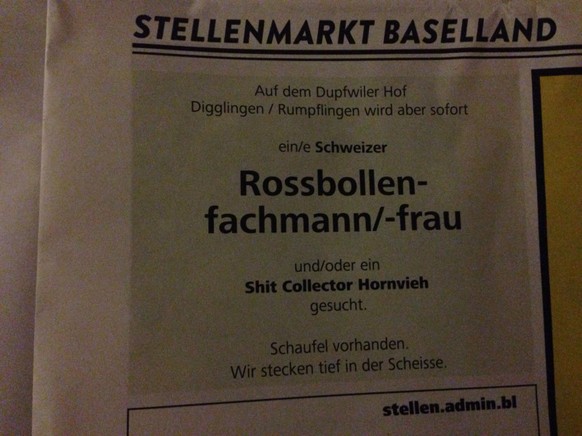 STELLENMARKT BASELLAND
Auf dem Dupfwiler Hof
Digglingen / Rumpflingen wird aber sofort
ein/e Schweizer
Rossbollen-
fachmann/-frau
und/oder ein
Shit Collector Hornvieh
gesucht.
Schaufel vorhanden.
Wir stecken tief in der Scheisse.
stellen.admin.bl